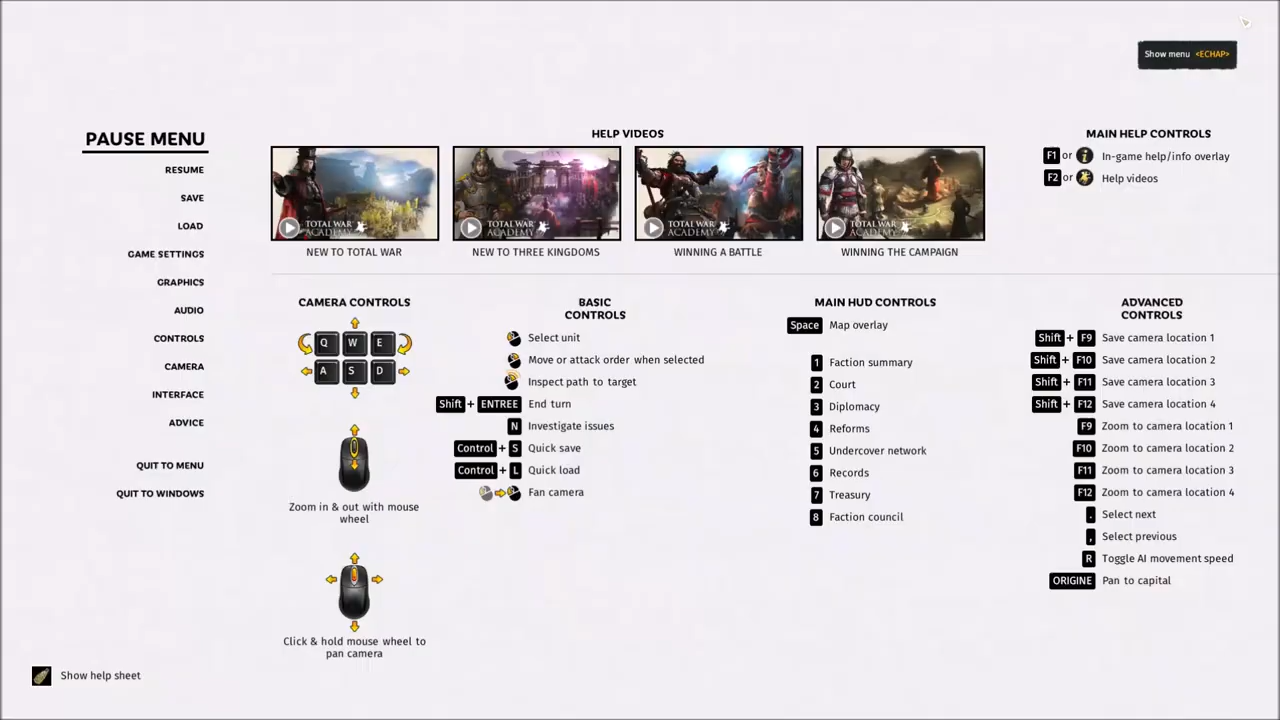 Show menu <ECHAP>
PAUSE MENU
RESUME
SAVE
LOAD
GAME SETTINGS
GRAPHICS
AUDIO
CONTROLS
CAMERA
INTERFACE
ADVICE
QUIT TO MENU
QUIT TO WINDOWS
Show help sheet
HELP VIDEOS
TOTAL WAR
ACADEMY
NEW TO TOTAL WAR
TOTAL WAR
ACADEMY
NEW TO THREE KINGDOMS
TOTAL WAR
ACADEMY
WINNING A BATTLE
TOTAL WAR
ACADEMY
WINNING THE CAMPAIGN
MAIN HELP CONTROLS
F1 or i In-game help/info overlay
F2 or Help videos
CAMERA CONTROLS
Q W E
A S D
Zoom in & out with mouse
wheel
Click & hold mouse wheel to
pan camera
BASIC
CONTROLS
Select unit
Move or attack order when selected
Inspect path to target
Shift + ENTREE End turn
N Investigate issues
Control + S Quick save
Control + L Quick load
Fan camera
MAIN HUD CONTROLS
Space Map overlay
1 Faction summary
2 Court
3 Diplomacy
4 Reforms
5 Undercover network
6 Records
7 Treasury
8 Faction council
ADVANCED
CONTROLS
Shift + F9 Save camera location 1
Shift + F10 Save camera location 2
Shift + F11 Save camera location 3
Shift + F12 Save camera location 4
F9 Zoom to camera location 1
F10 Zoom to camera location 2
F11 Zoom to camera location 3
F12 Zoom to camera location 4
. Select next
, Select previous
R Toggle AI movement speed
ORIGINE Pan to capital